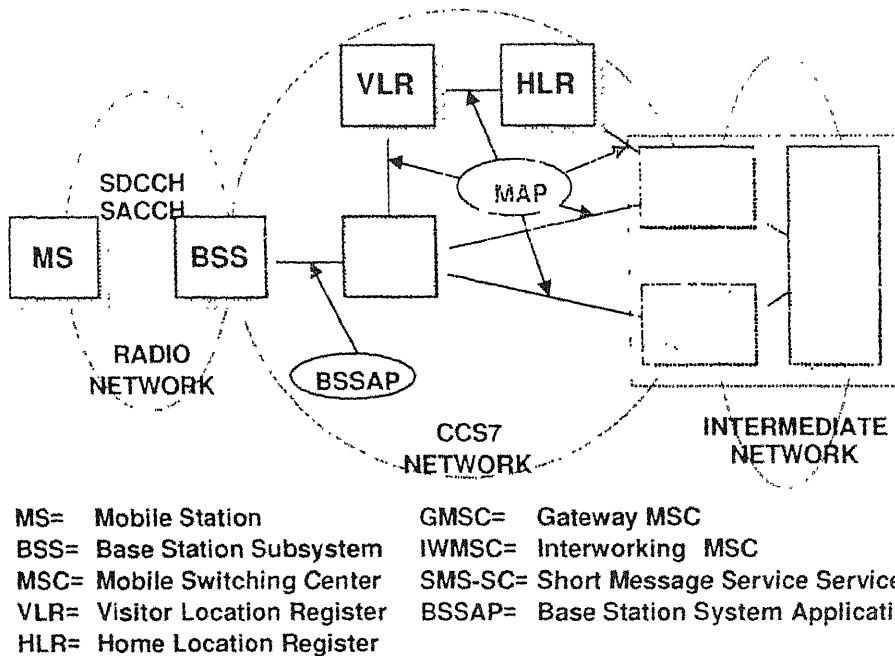 VLR
HLR
SDCCH
SACCH
MAP
MS
BSS
RADIO
NETWORK
BSSAP
CCS7
NETWORK
INTERMEDIATE
NETWORK
MS= Mobile Station
BSS= Base Station Subsystem
MSC= Mobile Switching Center
VLR= Visitor Location Register
HLR= Home Location Register
GMSC= Gateway MSC
IWMSC= Interworking MSC
SMS-SC= Short Message Service Service
BSSAP= Base Station System Applicati